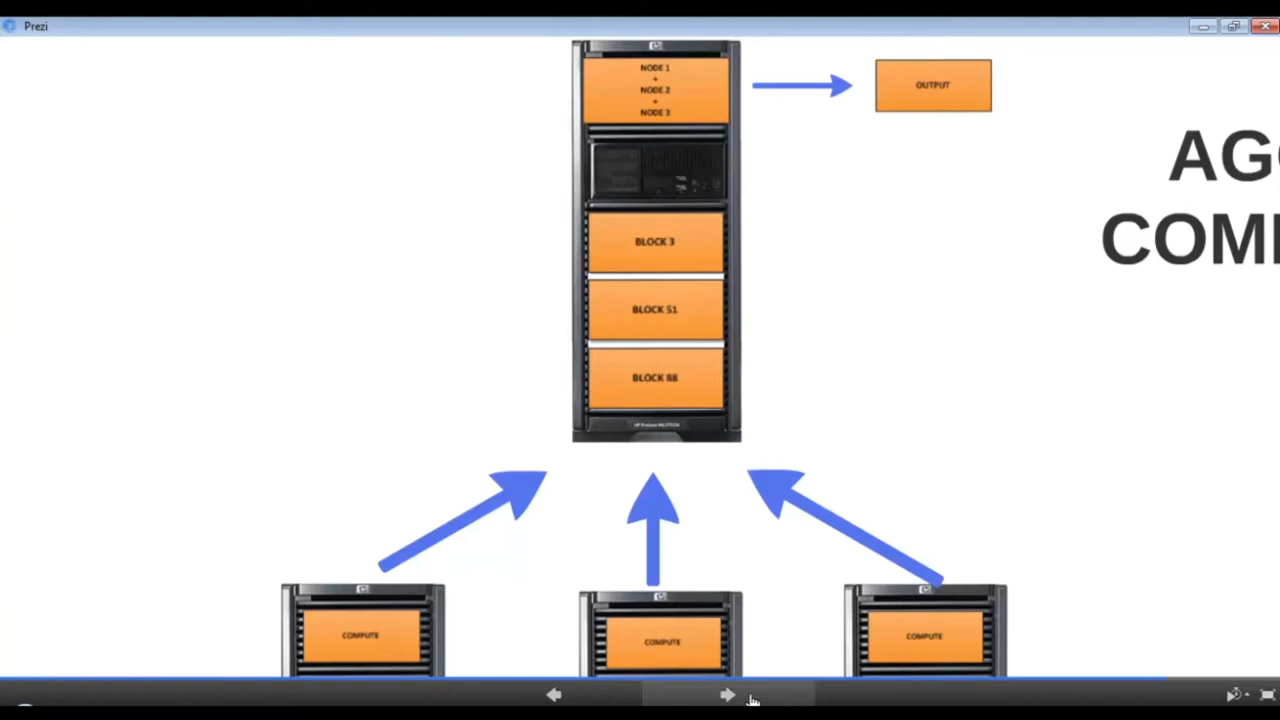 Prezi
NODE 1
+
NODE 2
+
NODE 3
OUTPUT
AG
COM
BLOCK 3
BLOCK 51
BLOCK 88
COMPUTE
COMPUTE
COMPUTE